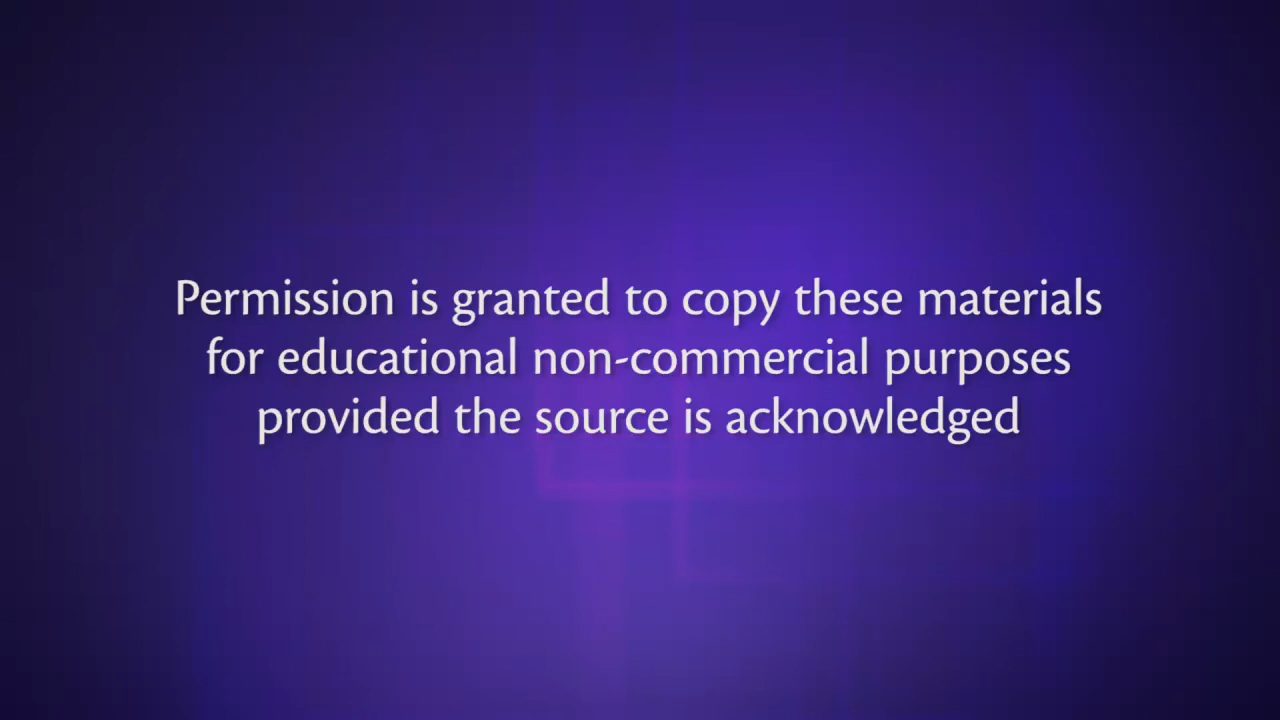 Permission is granted to copy these materials
for educational non-commercial purposes
provided the source is acknowledged